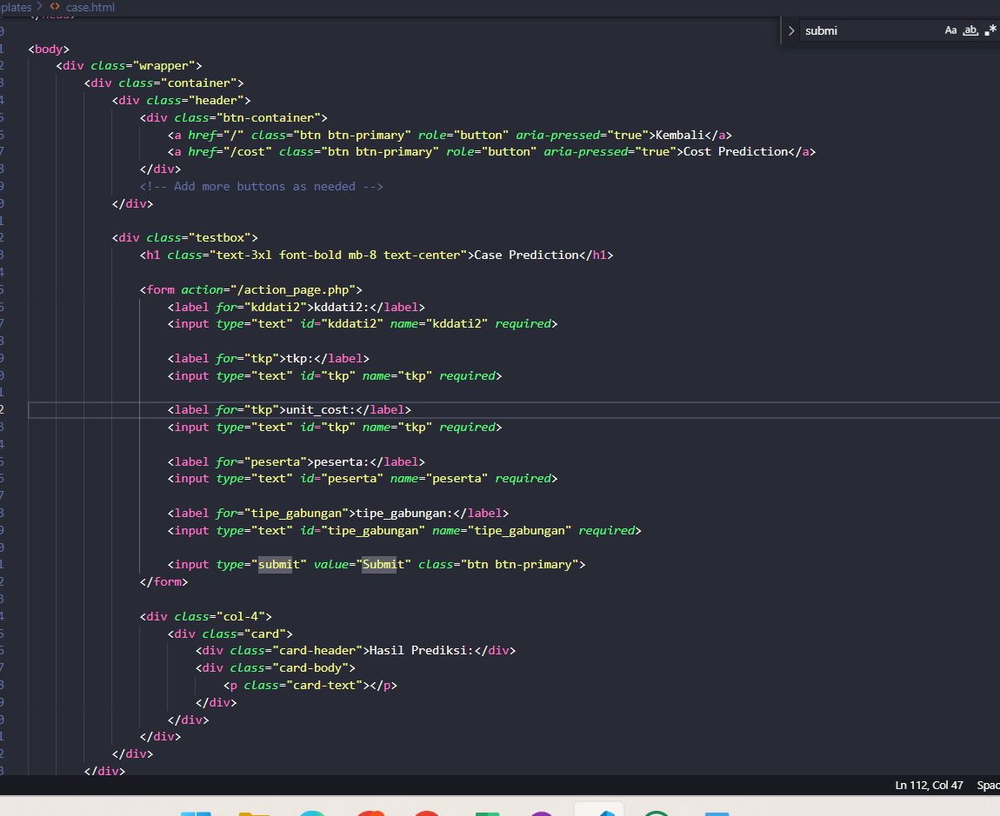 plates > <> case.html
</head>
submi
Aa ab .*
<body>
<div class="wrapper">
<div class="container">
<div class="header">
<div class="btn-container">
<a href="/" class="btn btn-primary" role="button" aria-pressed="true">Kembali</a>
<a href="/cost" class="btn btn-primary" role="button" aria-pressed="true">Cost Prediction</a>
</div>
<!-- Add more buttons as needed -->
</div>
<div class="testbox">
<h1 class="text-3xl font-bold mb-8 text-center">Case Prediction</h1>
<form action="/action_page.php">
<label for="kddati2">kddati2:</label>
<input type="text" id="kddati2" name="kddati2" required>
<label for="tkp">tkp:</label>
<input type="text" id="tkp" name="tkp" required>
<label for="tkp">unit_cost:</label>
<input type="text" id="tkp" name="tkp" required>
<label for="peserta">peserta:</label>
<input type="text" id="peserta" name="peserta" required>
<label for="tipe_gabungan">tipe_gabungan:</label>
<input type="text" id="tipe_gabungan" name="tipe_gabungan" required>
<input type="submit" value="Submit" class="btn btn-primary">
</form>
<div class="col-4">
<div class="card">
<div class="card-header">Hasil Prediksi:</div>
<div class="card-body">
<p class="card-text"></p>
</div>
</div>
</div>
</div>
</div>
Ln 112, Col 47 Spac